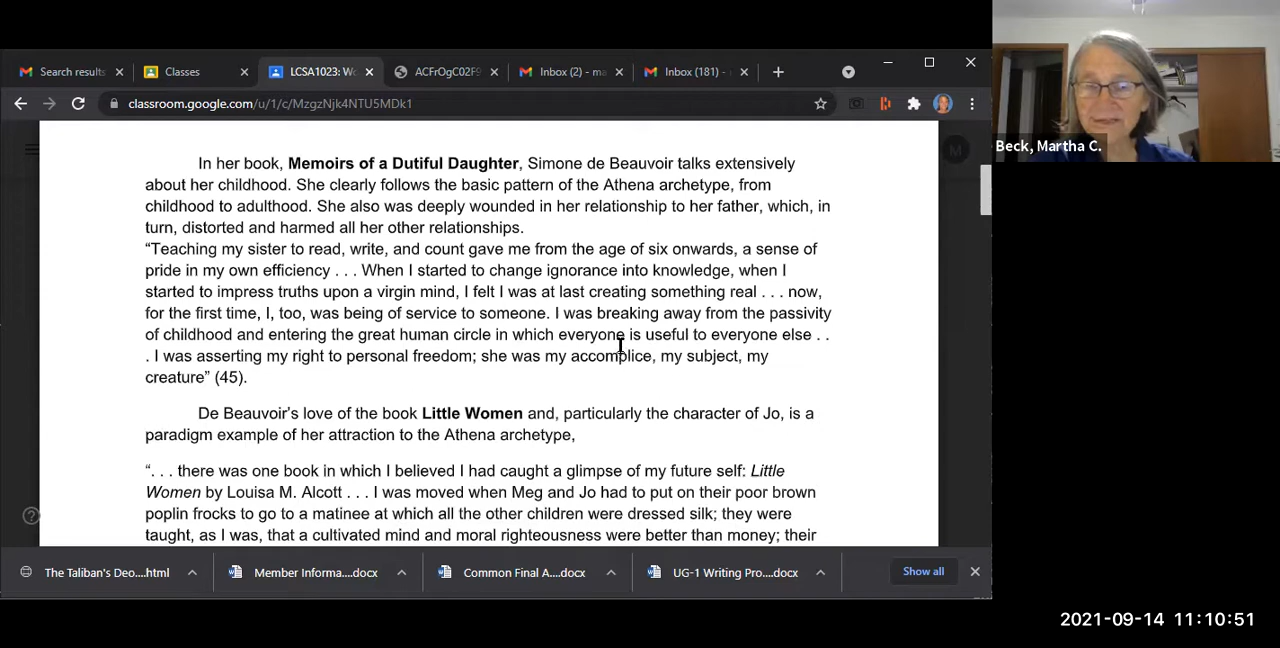 Search results
Classes
LCSA1023: Wo
ACFrOgC02F9
Inbox (2) - ma
Inbox (181) -
classroom.google.com/u/1/c/MzgzNjk4NTU5MDk1
Beck, Martha C.
M
In her book, Memoirs of a Dutiful Daughter, Simone de Beauvoir talks extensively
about her childhood. She clearly follows the basic pattern of the Athena archetype, from
childhood to adulthood. She also was deeply wounded in her relationship to her father, which, in
turn, distorted and harmed all her other relationships.
“Teaching my sister to read, write, and count gave me from the age of six onwards, a sense of
pride in my own efficiency . . . When I started to change ignorance into knowledge, when I
started to impress truths upon a virgin mind, I felt I was at last creating something real . . . now,
for the first time, I, too, was being of service to someone. I was breaking away from the passivity
of childhood and entering the great human circle in which everyone is useful to everyone else . .
. I was asserting my right to personal freedom; she was my accomplice, my subject, my
creature” (45).
De Beauvoir’s love of the book Little Women and, particularly the character of Jo, is a
paradigm example of her attraction to the Athena archetype,
“. . . there was one book in which I believed I had caught a glimpse of my future self: Little
Women by Louisa M. Alcott . . . I was moved when Meg and Jo had to put on their poor brown
poplin frocks to go to a matinee at which all the other children were dressed silk; they were
taught, as I was, that a cultivated mind and moral righteousness were better than money; their
The Taliban's Deo....html
Member Informa....docx
Common Final A....docx
UG-1 Writing Pro....docx
Show all
2021-09-14 11:10:51